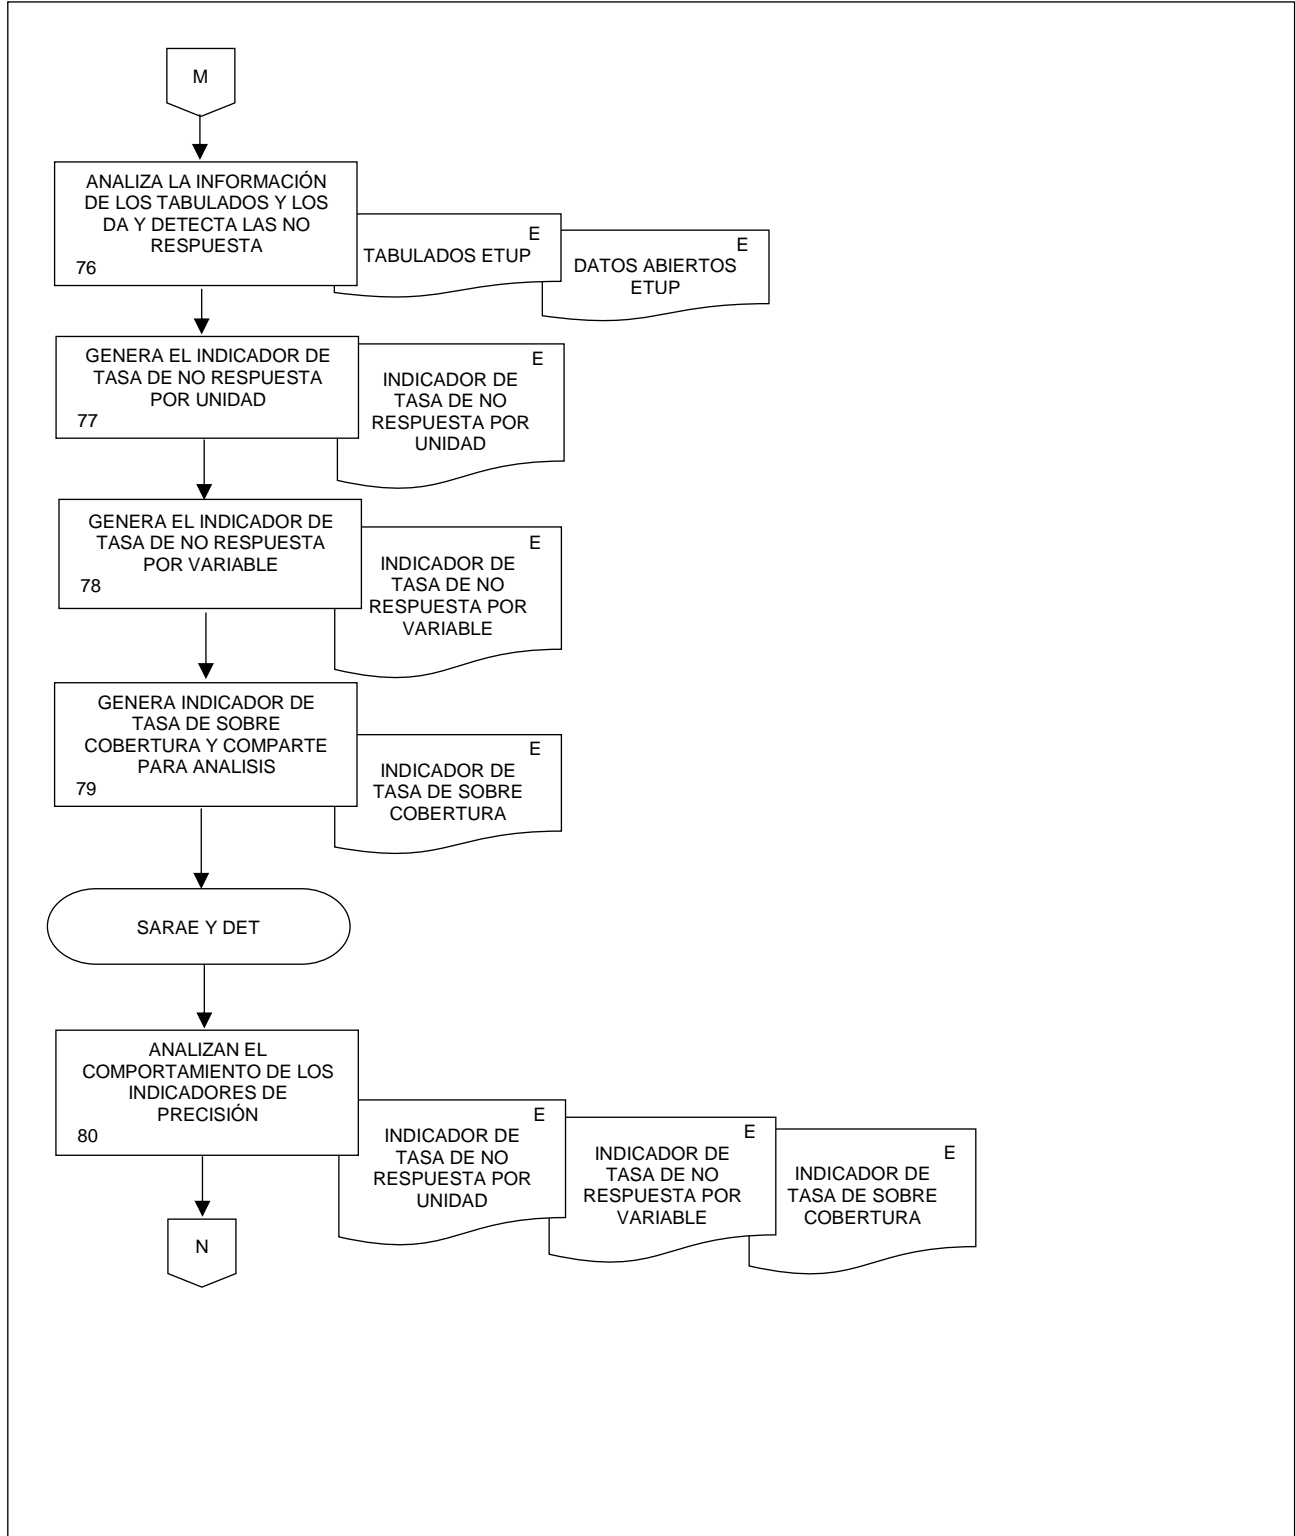 M
ANALIZA LA INFORMACIÓN
DE LOS TABULADOS Y LOS
DA Y DETECTA LAS NO
RESPUESTA
76
E
TABULADOS ETUP
E
DATOS ABIERTOS
ETUP
GENERA EL INDICADOR DE
TASA DE NO RESPUESTA
POR UNIDAD
77
E
INDICADOR DE
TASA DE NO
RESPUESTA POR
UNIDAD
GENERA EL INDICADOR DE
TASA DE NO RESPUESTA
POR VARIABLE
78
E
INDICADOR DE
TASA DE NO
RESPUESTA POR
VARIABLE
GENERA INDICADOR DE
TASA DE SOBRE
COBERTURA Y COMPARTE
PARA ANALISIS
79
E
INDICADOR DE
TASA DE SOBRE
COBERTURA
SARAE Y DET
ANALIZAN EL
COMPORTAMIENTO DE LOS
INDICADORES DE
PRECISIÓN
80
E
INDICADOR DE
TASA DE NO
RESPUESTA POR
UNIDAD
E
INDICADOR DE
TASA DE NO
RESPUESTA POR
VARIABLE
E
INDICADOR DE
TASA DE SOBRE
COBERTURA
N